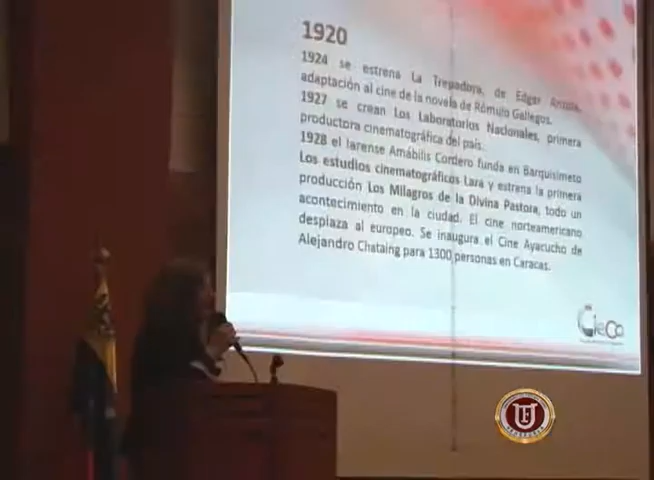 1920
1924 se estrena La Trepadora, de Edgar Anzola,
adaptación al cine de la novela de Rómulo Gallegos.
1927 se crean Los Laboratorios Nacionales, primera
productora cinematográfica del país.
1928 el larense Amábilis Cordero funda en Barquisimeto
Los estudios cinematográficos Lara y estrena la primera
producción Los Milagros de la Divina Pastora, todo un
acontecimiento en la ciudad. El cine norteamericano
desplaza al europeo. Se inaugura el Cine Ayacucho de
Alejandro Chataing para 1300 personas en Caracas.
CieCo